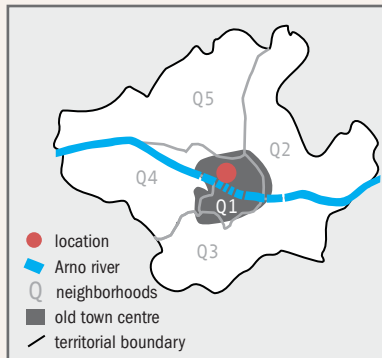 Q5
Q2
Q4
Q1
Q3
location
Arno river
Q neighborhoods
old town centre
territorial boundary